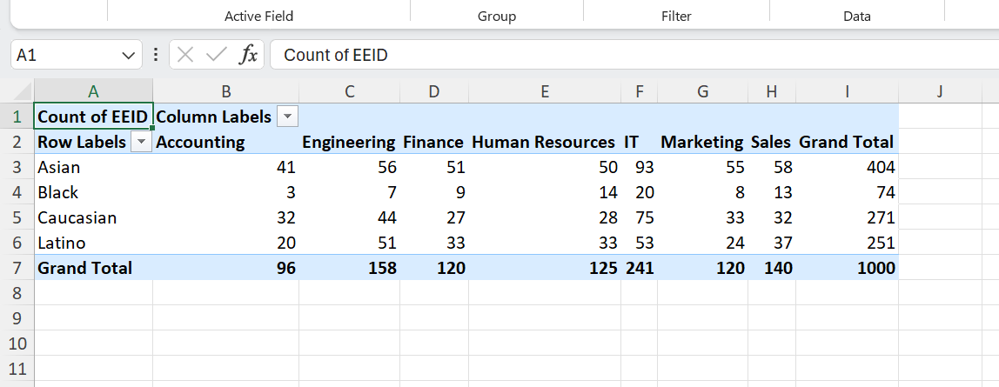 Active Field Group Filter Data
A1 fx Count of EEID
A B C D E F G H I J
1 Count of EEID Column Labels
2 Row Labels Accounting Engineering Finance Human Resources IT Marketing Sales Grand Total
3 Asian 41 56 51 50 93 55 58 404
4 Black 3 7 9 14 20 8 13 74
5 Caucasian 32 44 27 28 75 33 32 271
6 Latino 20 51 33 33 53 24 37 251
7 Grand Total 96 158 120 125 241 120 140 1000
8
9
10
11